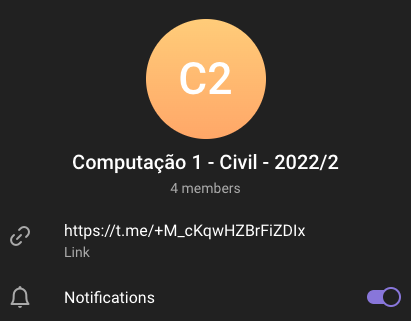 C2
Computação 1 - Civil - 2022/2
4 members
https://t.me/+M_cKqwHZBrFiZDIx
Link
Notifications